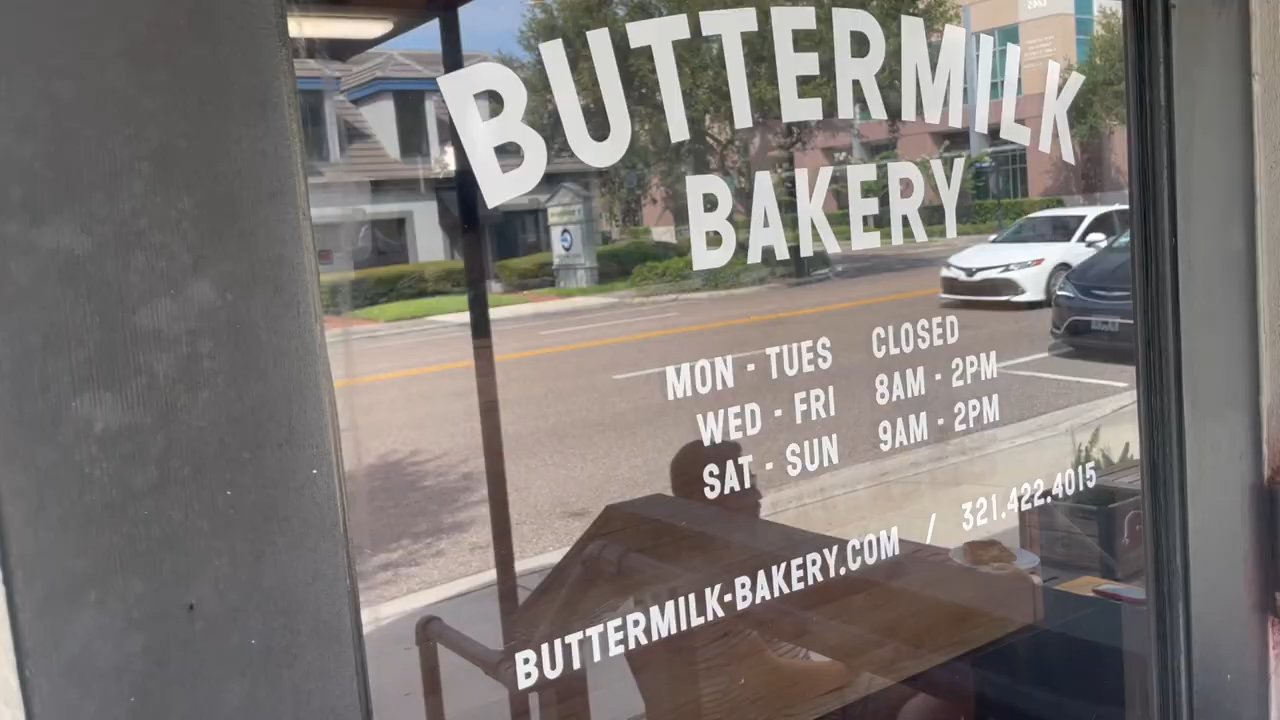 BUTTERMILK
BAKERY
MON - TUES CLOSED
WED - FRI 8AM - 2PM
SAT - SUN 9AM - 2PM
BUTTERMILK-BAKERY.COM / 321.422.4015